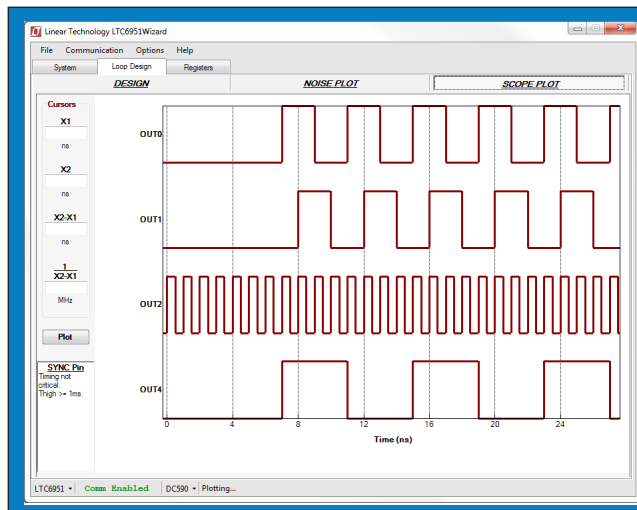 Linear Technology LTC6951Wizard
File Communication Options Help
System Loop Design Registers
DESIGN NOISE PLOT SCOPE PLOT
Cursors
X1
ns
X2
ns
X2-X1
ns
1
X2-X1
MHz
Plot
SYNC Pin
Timing not
critical.
Thigh >= 1ms.
OUT0
OUT1
OUT2
OUT4
0 4 8 12 16 20 24
Time (ns)
LTC6951 Comm Enabled DC590 Plotting...